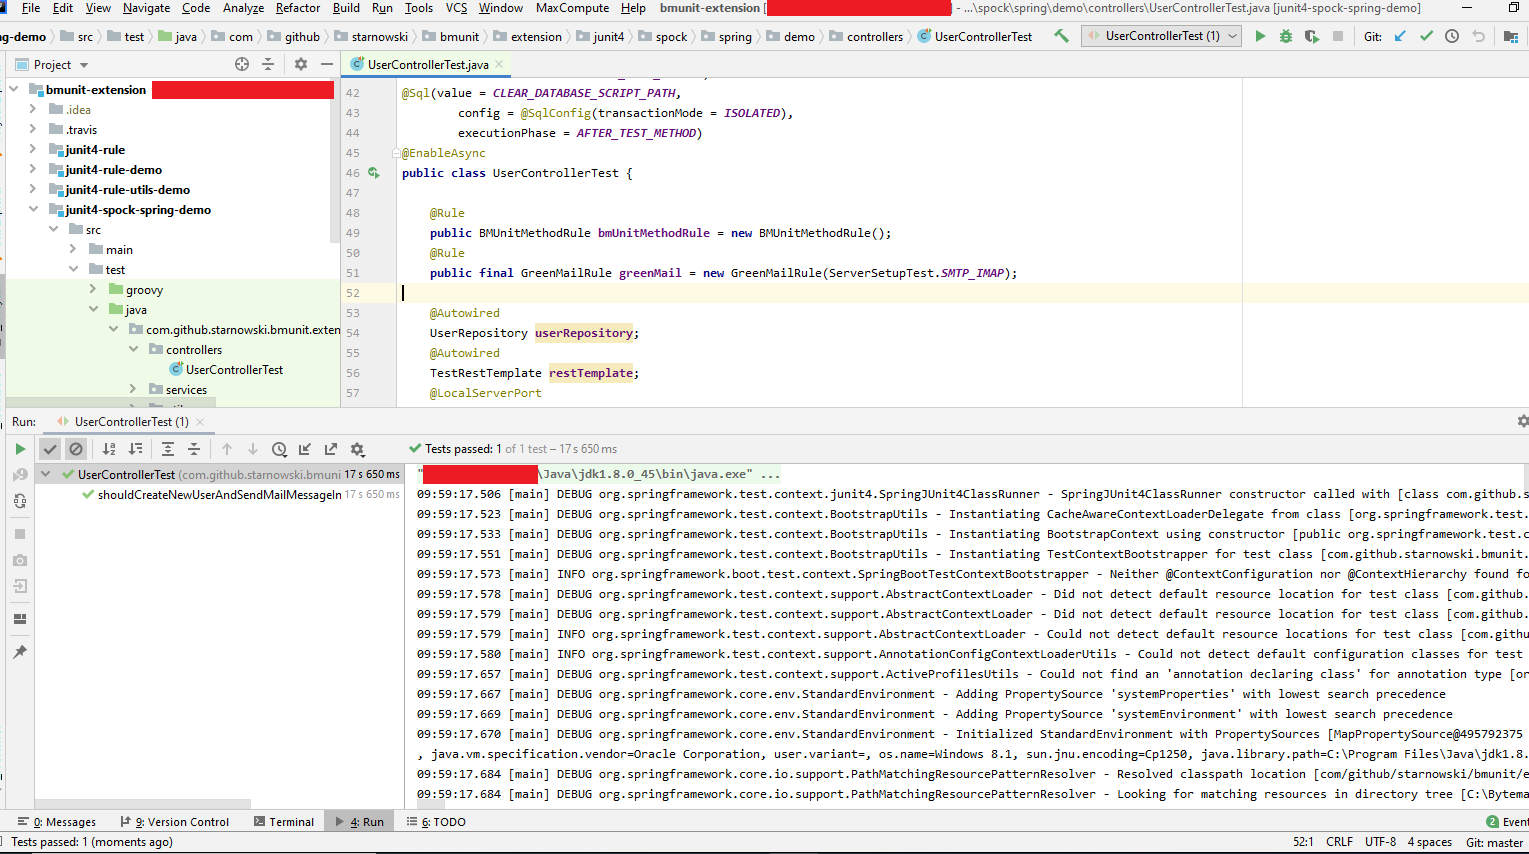 File Edit View Navigate Code Analyze Refactor Build Run Tools VCS Window MaxCompute Help bmunit-extension [ - ...\spock\spring\demo\controllers\UserControllerTest.java [junit4-spock-spring-demo]
ng-demo src test java com github starnowski bmunit extension junit4 spock spring demo controllers UserControllerTest UserControllerTest (1) Git:
Project
UserControllerTest.java
bmunit-extension
.idea
.travis
junit4-rule
junit4-rule-demo
junit4-rule-utils-demo
junit4-spock-spring-demo
src
main
test
groovy
java
com.github.starnowski.bmunit.exten
controllers
UserControllerTest
services
42 @Sql(value = CLEAR_DATABASE_SCRIPT_PATH,
43 config = @SqlConfig(transactionMode = ISOLATED),
44 executionPhase = AFTER_TEST_METHOD)
45 @EnableAsync
46 public class UserControllerTest {
47
48 @Rule
49 public BMUnitMethodRule bmUnitMethodRule = new BMUnitMethodRule();
50 @Rule
51 public final GreenMailRule greenMail = new GreenMailRule(ServerSetupTest.SMTP_IMAP);
52
53 @Autowired
54 UserRepository userRepository;
55 @Autowired
56 TestRestTemplate restTemplate;
57 @LocalServerPort
Run: UserControllerTest (1)
Tests passed: 1 of 1 test – 17 s 650 ms
UserControllerTest (com.github.starnowski.bmuni 17 s 650 ms
shouldCreateNewUserAndSendMailMessageIn 17 s 650 ms
"\Java\jdk1.8.0_45\bin\java.exe" ...
09:59:17.506 [main] DEBUG org.springframework.test.context.junit4.SpringJUnit4ClassRunner - SpringJUnit4ClassRunner constructor called with [class com.github.s
09:59:17.523 [main] DEBUG org.springframework.test.context.BootstrapUtils - Instantiating CacheAwareContextLoaderDelegate from class [org.springframework.test.
09:59:17.533 [main] DEBUG org.springframework.test.context.BootstrapUtils - Instantiating BootstrapContext using constructor [public org.springframework.test.c
09:59:17.551 [main] DEBUG org.springframework.test.context.BootstrapUtils - Instantiating TestContextBootstrapper for test class [com.github.starnowski.bmunit.
09:59:17.573 [main] INFO org.springframework.boot.test.context.SpringBootTestContextBootstrapper - Neither @ContextConfiguration nor @ContextHierarchy found fo
09:59:17.578 [main] DEBUG org.springframework.test.context.support.AbstractContextLoader - Did not detect default resource location for test class [com.github.
09:59:17.579 [main] DEBUG org.springframework.test.context.support.AbstractContextLoader - Did not detect default resource location for test class [com.github.
09:59:17.579 [main] INFO org.springframework.test.context.support.AbstractContextLoader - Could not detect default resource locations for test class [com.githu
09:59:17.580 [main] INFO org.springframework.test.context.support.AnnotationConfigContextLoaderUtils - Could not detect default configuration classes for test
09:59:17.657 [main] DEBUG org.springframework.test.context.support.ActiveProfilesUtils - Could not find an 'annotation declaring class' for annotation type [or
09:59:17.667 [main] DEBUG org.springframework.core.env.StandardEnvironment - Adding PropertySource 'systemProperties' with lowest search precedence
09:59:17.669 [main] DEBUG org.springframework.core.env.StandardEnvironment - Adding PropertySource 'systemEnvironment' with lowest search precedence
09:59:17.670 [main] DEBUG org.springframework.core.env.StandardEnvironment - Initialized StandardEnvironment with PropertySources [MapPropertySource@495792375
, java.vm.specification.vendor=Oracle Corporation, user.variant=, os.name=Windows 8.1, sun.jnu.encoding=Cp1250, java.library.path=C:\Program Files\Java\jdk1.8.
09:59:17.684 [main] DEBUG org.springframework.core.io.support.PathMatchingResourcePatternResolver - Resolved classpath location [com/github/starnowski/bmunit/e
09:59:17.684 [main] DEBUG org.springframework.core.io.support.PathMatchingResourcePatternResolver - Looking for matching resources in directory tree [C:\Bytema
0: Messages 9: Version Control Terminal 4: Run 6: TODO 2 Event
Tests passed: 1 (moments ago) 52:1 CRLF UTF-8 4 spaces Git: master